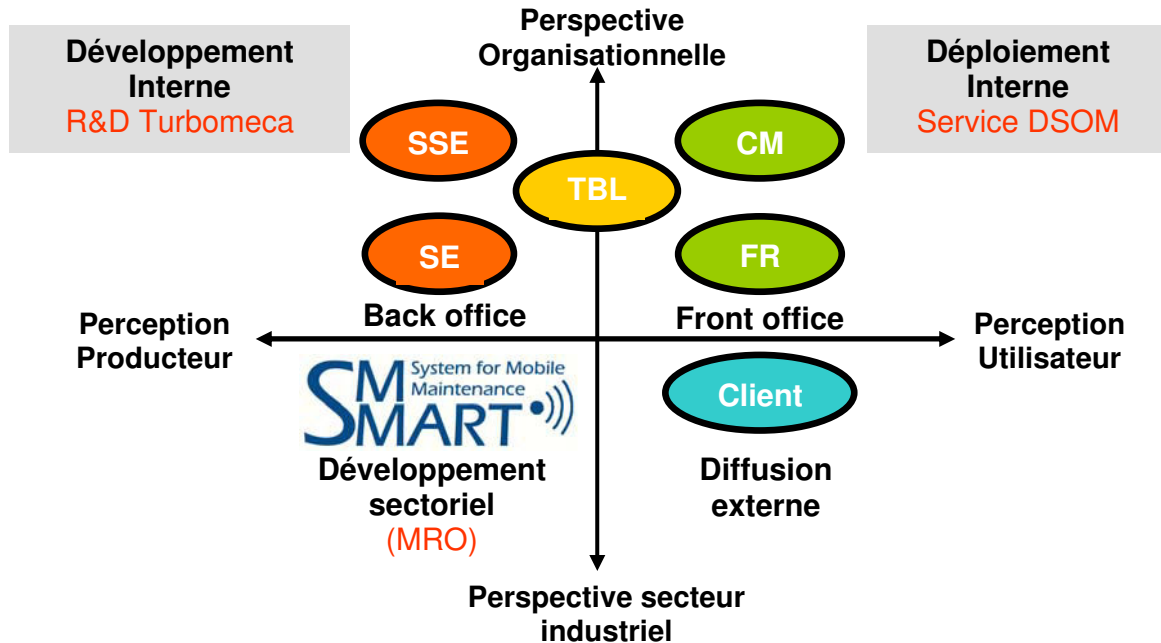 Perspective
Organisationnelle
Développement
Interne
R&D Turbomeca
Déploiement
Interne
Service DSOM
SSE
CM
TBL
SE
FR
Back office
Front office
Perception
Producteur
Perception
Utilisateur
SM System for Mobile
Maintenance
SMART
Client
Développement
sectoriel
(MRO)
Diffusion
externe
Perspective secteur
industriel